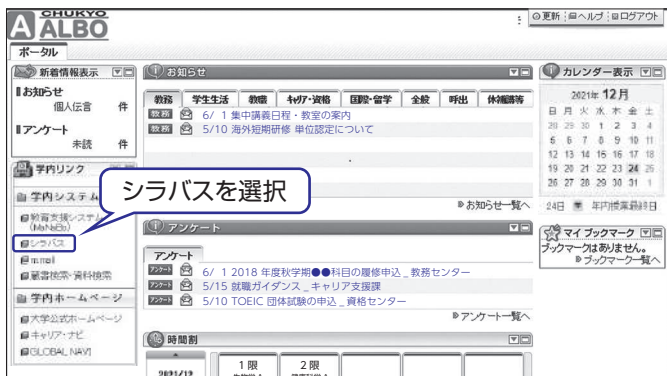 CHUKYO
ALBO
更新 ヘルプ ログアウト
ポータル
新着情報表示
お知らせ
個人伝言 件
アンケート
未読 件
学内リンク
学内システム
教育支援システム
(MaNaBo)
シラバス
m.mail
蔵書検索・資料検索
学内ホームページ
大学公式ホームページ
キャリア・ナビ
GLOBAL NAVI
シラバスを選択
お知らせ
教務 学生生活 教職 キャリア・資格 国際・留学 全般 呼出 休補講等
教務 6/ 1 集中講義日程・教室の案内
教務 5/10 海外短期研修 単位認定について
お知らせ一覧へ
アンケート
アンケート
アンケート 6/ 1 2018 年度秋学期●●科目の履修申込 _ 教務センター
アンケート 5/15 就職ガイダンス _ キャリア支援課
アンケート 5/10 TOEIC 団体試験の申込 _ 資格センター
アンケート一覧へ
時間割
2021/12
1 限 2 限
カレンダー表示
2021年 12月
日 月 火 水 木 金 土
28 29 30 1 2 3 4
5 6 7 8 9 10 11
12 13 14 15 16 17 18
19 20 21 22 23 24 25
26 27 28 29 30 31 1
24日 年内授業最終日
マイ ブックマーク
ブックマークはありません。
ブックマーク一覧へ